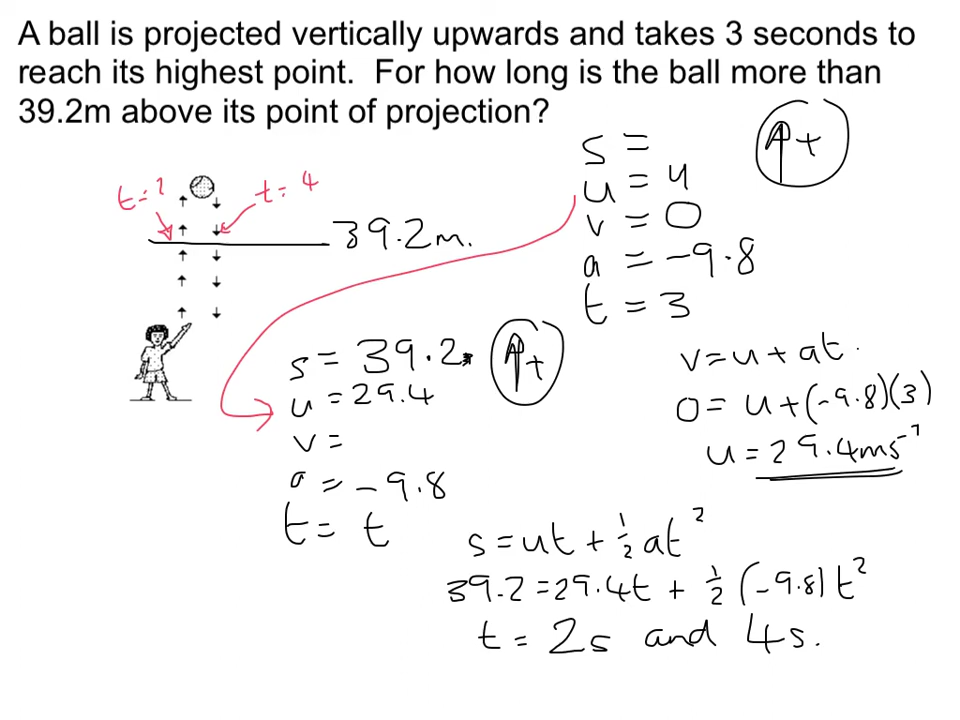 A ball is projected vertically upwards and takes 3 seconds to
reach its highest point. For how long is the ball more than
39.2m above its point of projection?
s =
u = u
v = 0
a = -9.8
t = 3
↑+
t=2
t=4
39.2m.
s = 39.2
u = 29.4
v =
a = -9.8
t = t
↑+
v=u+at.
0= u+(-9.8)(3)
u=29.4ms⁻¹
s=ut+½at²
39.2=29.4t + ½(-9.8)t²
t= 2s and 4s.